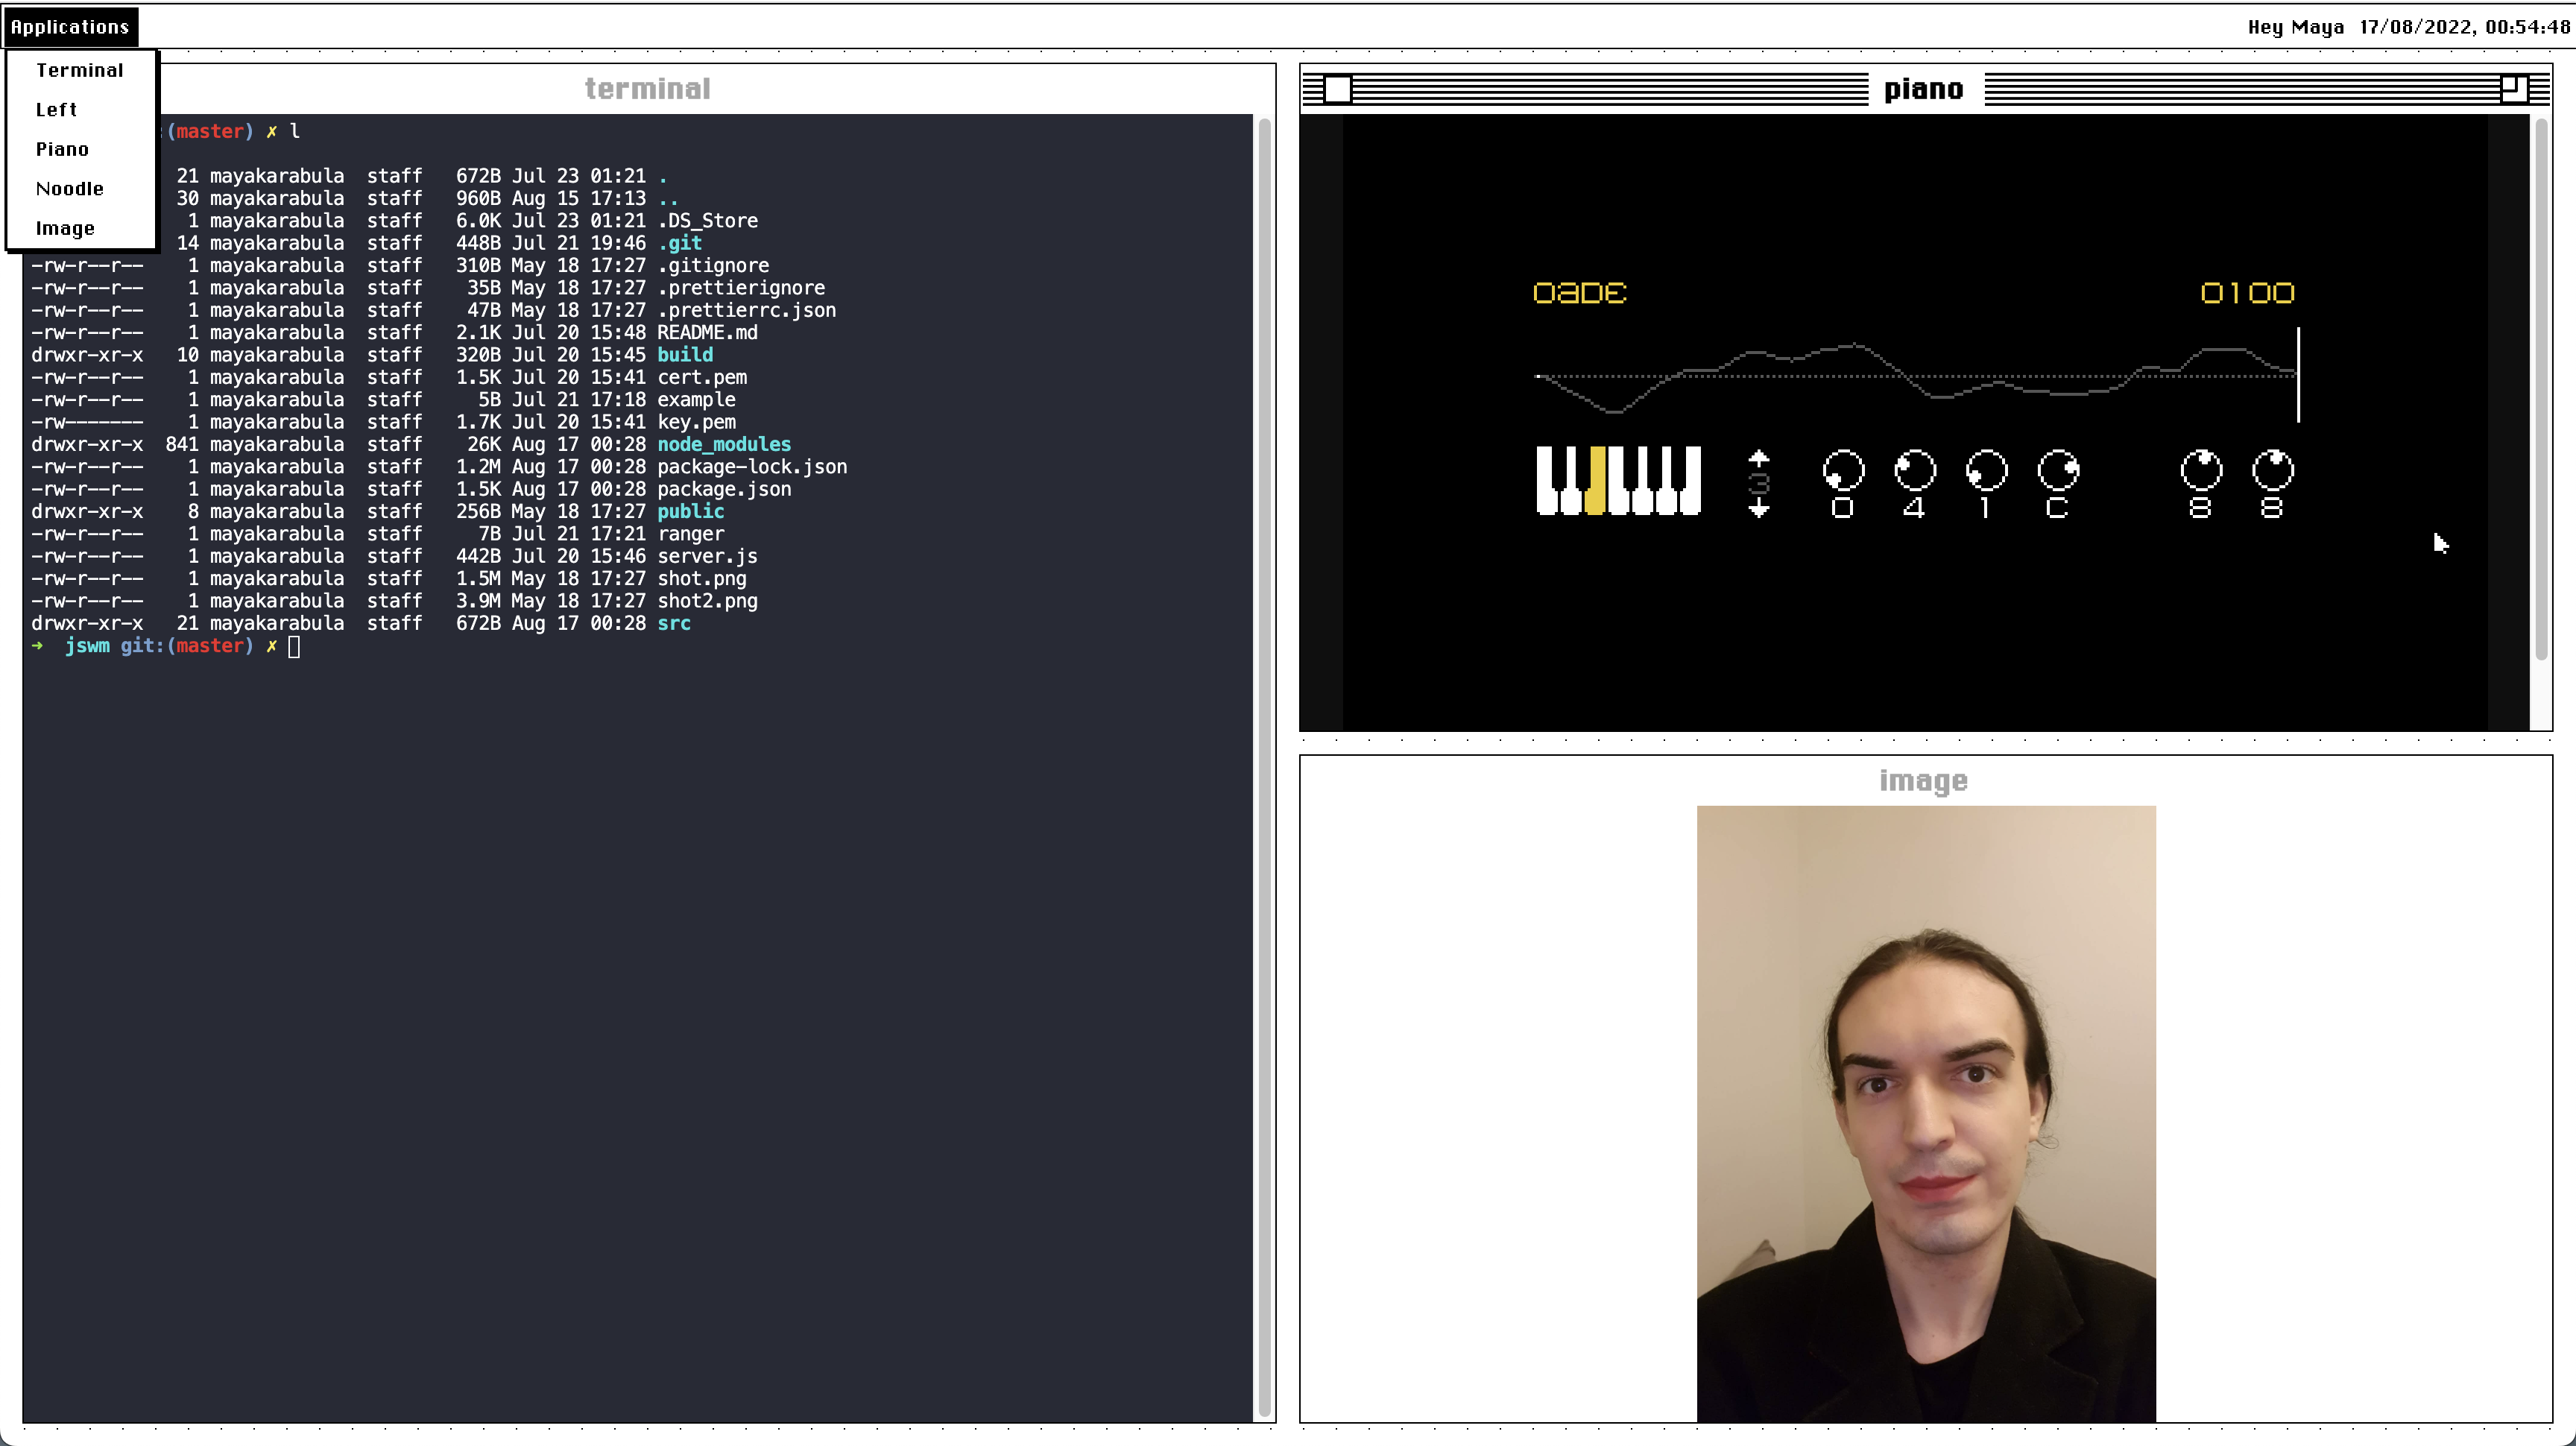 Applications
Hey Maya 17/08/2022, 00:54:48
Terminal
Left
Piano
Noodle
Image
terminal
:(master) ✗ l
21 mayakarabula staff 672B Jul 23 01:21 .
30 mayakarabula staff 960B Aug 15 17:13 ..
1 mayakarabula staff 6.0K Jul 23 01:21 .DS_Store
14 mayakarabula staff 448B Jul 21 19:46 .git
-rw-r--r-- 1 mayakarabula staff 310B May 18 17:27 .gitignore
-rw-r--r-- 1 mayakarabula staff 35B May 18 17:27 .prettierignore
-rw-r--r-- 1 mayakarabula staff 47B May 18 17:27 .prettierrc.json
-rw-r--r-- 1 mayakarabula staff 2.1K Jul 20 15:48 README.md
drwxr-xr-x 10 mayakarabula staff 320B Jul 20 15:45 build
-rw-r--r-- 1 mayakarabula staff 1.5K Jul 20 15:41 cert.pem
-rw-r--r-- 1 mayakarabula staff 5B Jul 21 17:18 example
-rw------- 1 mayakarabula staff 1.7K Jul 20 15:41 key.pem
drwxr-xr-x 841 mayakarabula staff 26K Aug 17 00:28 node_modules
-rw-r--r-- 1 mayakarabula staff 1.2M Aug 17 00:28 package-lock.json
-rw-r--r-- 1 mayakarabula staff 1.5K Aug 17 00:28 package.json
drwxr-xr-x 8 mayakarabula staff 256B May 18 17:27 public
-rw-r--r-- 1 mayakarabula staff 7B Jul 21 17:21 ranger
-rw-r--r-- 1 mayakarabula staff 442B Jul 20 15:46 server.js
-rw-r--r-- 1 mayakarabula staff 1.5M May 18 17:27 shot.png
-rw-r--r-- 1 mayakarabula staff 3.9M May 18 17:27 shot2.png
drwxr-xr-x 21 mayakarabula staff 672B Aug 17 00:28 src
➜ jswm git:(master) ✗
piano
OaDE
0100
3
0 4 1 C 8 8
image